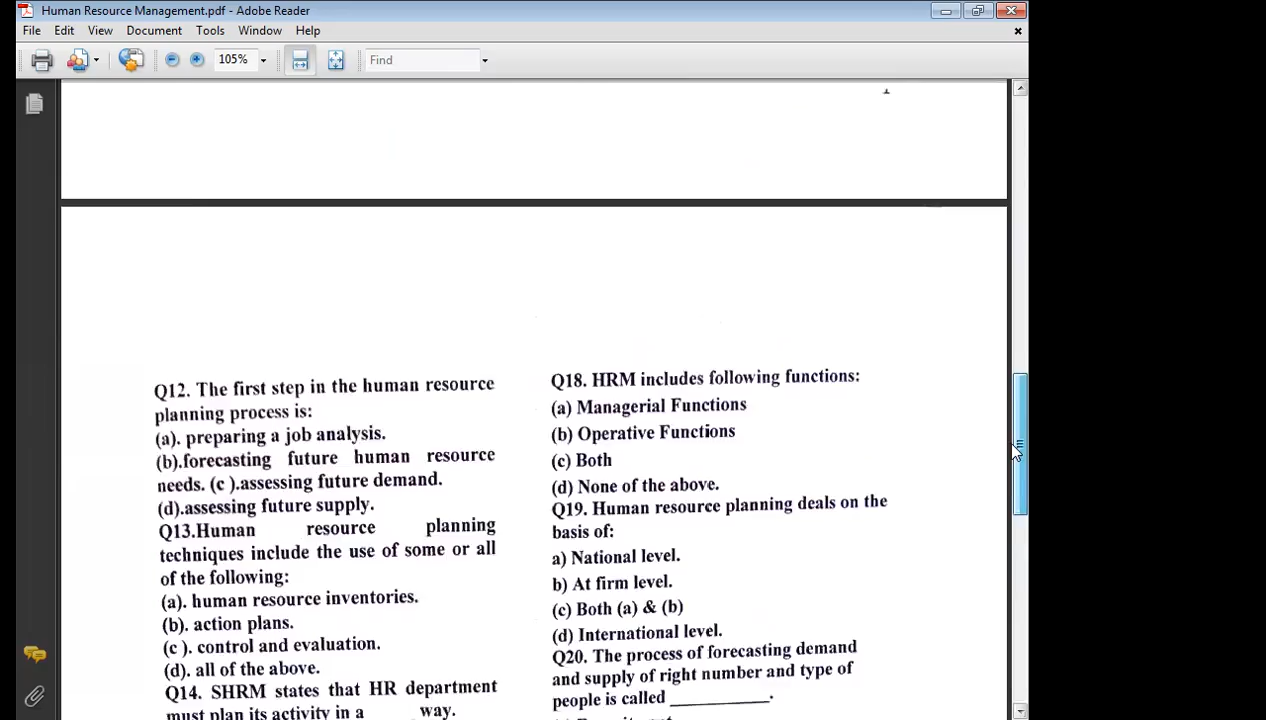 Human Resource Management.pdf - Adobe Reader
File Edit View Document Tools Window Help
105% Find
Q12. The first step in the human resource
planning process is:
(a). preparing a job analysis.
(b).forecasting future human resource
needs. (c ).assessing future demand.
(d).assessing future supply.
Q13.Human resource planning
techniques include the use of some or all
of the following:
(a). human resource inventories.
(b). action plans.
(c ). control and evaluation.
(d). all of the above.
Q14. SHRM states that HR department
must plan its activity in a ____ way.
Q18. HRM includes following functions:
(a) Managerial Functions
(b) Operative Functions
(c) Both
(d) None of the above.
Q19. Human resource planning deals on the
basis of:
a) National level.
b) At firm level.
(c) Both (a) & (b)
(d) International level.
Q20. The process of forecasting demand
and supply of right number and type of
people is called ___________.